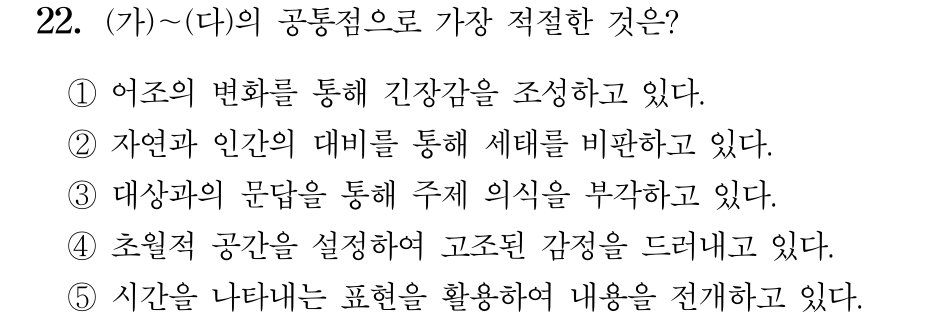 22. (가)~(다)의 공통점으로 가장 적절한 것은?
① 어조의 변화를 통해 긴장감을 조성하고 있다.
② 자연과 인간의 대비를 통해 세태를 비판하고 있다.
③ 대상과의 문답을 통해 주제 의식을 부각하고 있다.
④ 초월적 공간을 설정하여 고조된 감정을 드러내고 있다.
⑤ 시간을 나타내는 표현을 활용하여 내용을 전개하고 있다.